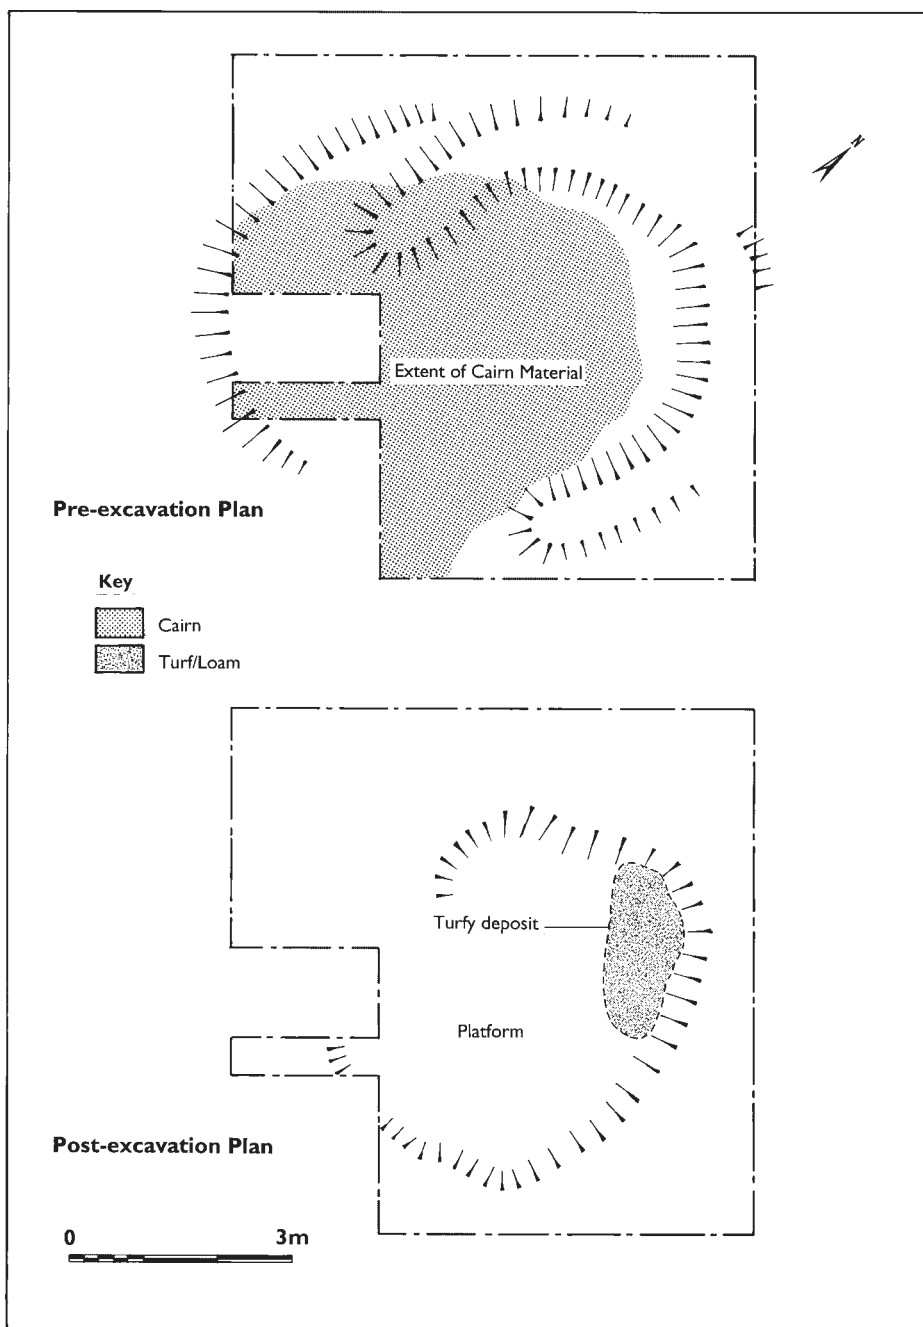 N
Extent of Cairn Material
Pre-excavation Plan
Key
Cairn
Turf/Loam
Turfy deposit
Platform
Post-excavation Plan
0 3m